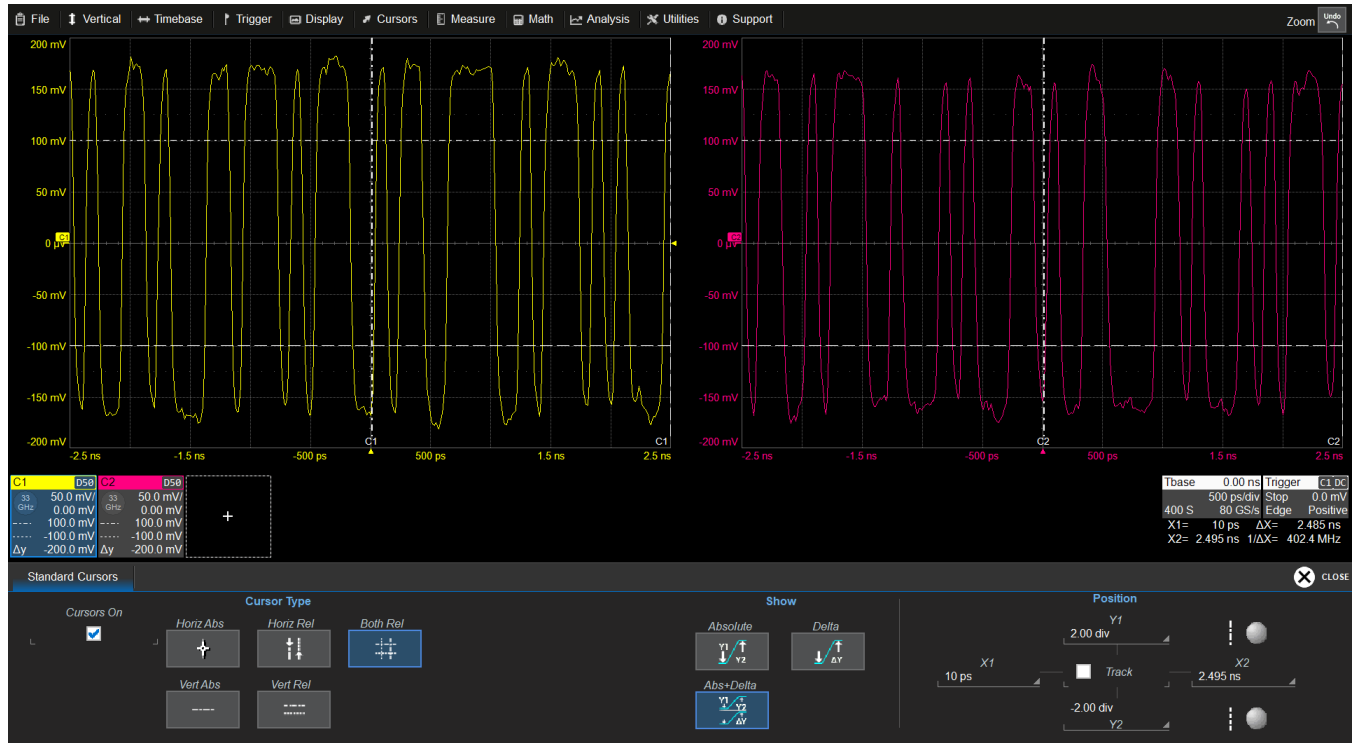 File Vertical Timebase Trigger Display Cursors Measure Math Analysis Utilities Support Zoom Undo
200 mV 200 mV
150 mV 150 mV
100 mV 100 mV
50 mV 50 mV
C1 C2
0 µV 0 µV
-50 mV -50 mV
-100 mV -100 mV
-150 mV -150 mV
-200 mV C1 C1 -200 mV C2 C2
-2.5 ns -1.5 ns -500 ps 500 ps 1.5 ns 2.5 ns -2.5 ns -1.5 ns -500 ps 500 ps 1.5 ns 2.5 ns
C1 D50 C2 D50 Tbase 0.00 ns Trigger C1 DC
33 GHz 50.0 mV/ 33 GHz 50.0 mV/ 500 ps/div Stop 0.0 mV
0.00 mV 0.00 mV 400 S 80 GS/s Edge Positive
100.0 mV 100.0 mV X1= 10 ps ΔX= 2.485 ns
-100.0 mV -100.0 mV X2= 2.495 ns 1/ΔX= 402.4 MHz
Δy -200.0 mV Δy -200.0 mV
+
Standard Cursors CLOSE
Cursors On
Cursor Type
Horiz Abs Horiz Rel Both Rel
Vert Abs Vert Rel
Show
Absolute Delta
Y1 Y2 ΔY
Abs+Delta
Y1 Y2 ΔY
Position
Y1
2.00 div
X1 Track X2
10 ps 2.495 ns
-2.00 div
Y2